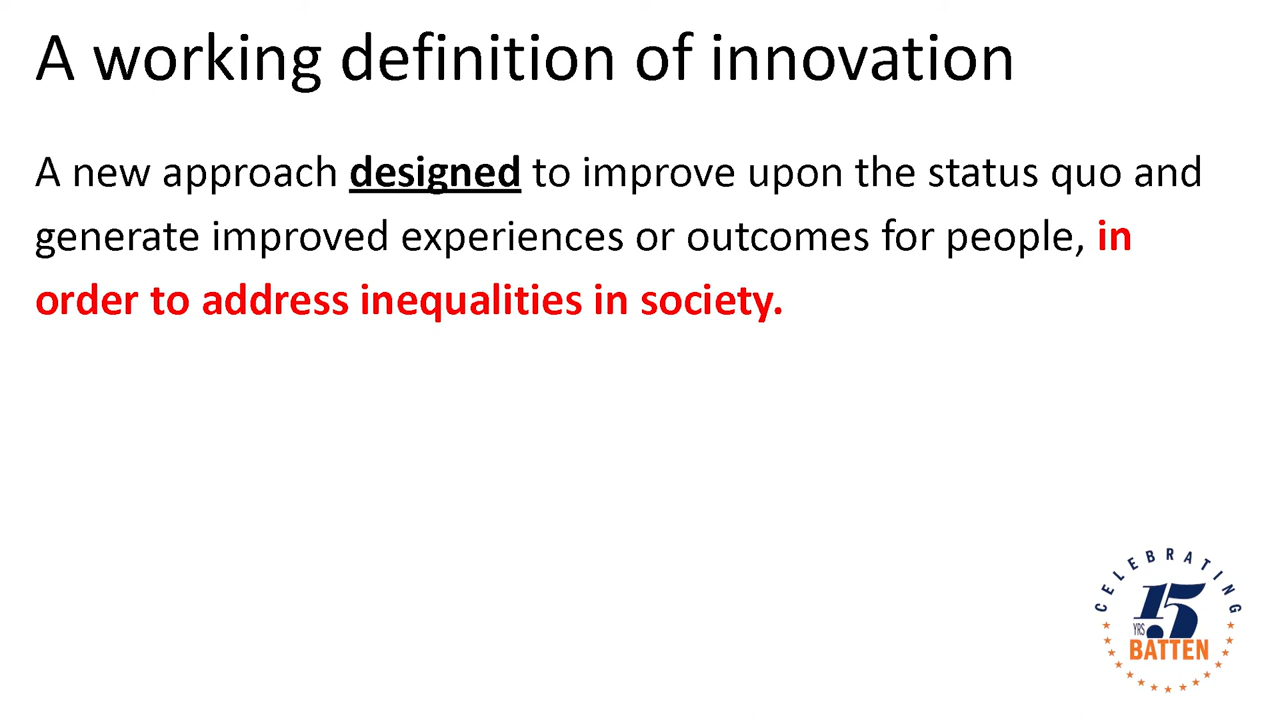 A working definition of innovation
A new approach designed to improve upon the status quo and
generate improved experiences or outcomes for people, in
order to address inequalities in society.
CELEBRATING
15
YRS
BATTEN